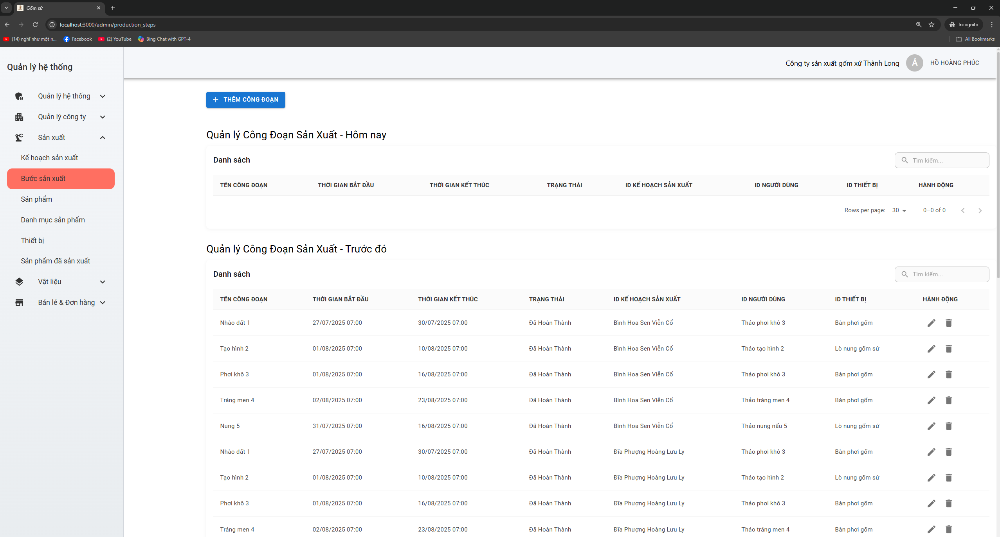 Gốm sứ
localhost:3000/admin/production_steps
Incognito
(14) nghĩ như một n...
Facebook
(2) YouTube
Bing Chat with GPT-4
All Bookmarks
Quản lý hệ thống
Quản lý hệ thống
Quản lý công ty
Sản xuất
Kế hoạch sản xuất
Bước sản xuất
Sản phẩm
Danh mục sản phẩm
Thiết bị
Sản phẩm đã sản xuất
Vật liệu
Bán lẻ & Đơn hàng
Công ty sản xuất gốm xứ Thành Long Á HỒ HOÀNG PHÚC
THÊM CÔNG ĐOẠN
Quản lý Công Đoạn Sản Xuất - Hôm nay
Danh sách
Tìm kiếm...
TÊN CÔNG ĐOẠN THỜI GIAN BẮT ĐẦU THỜI GIAN KẾT THÚC TRẠNG THÁI ID KẾ HOẠCH SẢN XUẤT ID NGƯỜI DÙNG ID THIẾT BỊ HÀNH ĐỘNG
Rows per page: 30 0–0 of 0
Quản lý Công Đoạn Sản Xuất - Trước đó
Danh sách
Tìm kiếm...
TÊN CÔNG ĐOẠN THỜI GIAN BẮT ĐẦU THỜI GIAN KẾT THÚC TRẠNG THÁI ID KẾ HOẠCH SẢN XUẤT ID NGƯỜI DÙNG ID THIẾT BỊ HÀNH ĐỘNG
Nhào đất 1 27/07/2025 07:00 30/07/2025 07:00 Đã Hoàn Thành Bình Hoa Sen Viễn Cổ Thảo phơi khô 3 Bàn phơi gốm
Tạo hình 2 01/08/2025 07:00 10/08/2025 07:00 Đã Hoàn Thành Bình Hoa Sen Viễn Cổ Thảo tạo hình 2 Lò nung gốm sứ
Phơi khô 3 01/08/2025 07:00 16/08/2025 07:00 Đã Hoàn Thành Bình Hoa Sen Viễn Cổ Thảo phơi khô 3 Bàn phơi gốm
Tráng men 4 02/08/2025 07:00 23/08/2025 07:00 Đã Hoàn Thành Bình Hoa Sen Viễn Cổ Thảo tráng men 4 Bàn phơi gốm
Nung 5 31/07/2025 07:00 16/08/2025 07:00 Đã Hoàn Thành Bình Hoa Sen Viễn Cổ Thảo nung nấu 5 Lò nung gốm sứ
Nhào đất 1 27/07/2025 07:00 30/07/2025 07:00 Đã Hoàn Thành Đĩa Phượng Hoàng Lưu Ly Thảo phơi khô 3 Bàn phơi gốm
Tạo hình 2 01/08/2025 07:00 10/08/2025 07:00 Đã Hoàn Thành Đĩa Phượng Hoàng Lưu Ly Thảo tạo hình 2 Lò nung gốm sứ
Phơi khô 3 01/08/2025 07:00 16/08/2025 07:00 Đã Hoàn Thành Đĩa Phượng Hoàng Lưu Ly Thảo phơi khô 3 Bàn phơi gốm
Tráng men 4 02/08/2025 07:00 23/08/2025 07:00 Đã Hoàn Thành Đĩa Phượng Hoàng Lưu Ly Thảo tráng men 4 Bàn phơi gốm